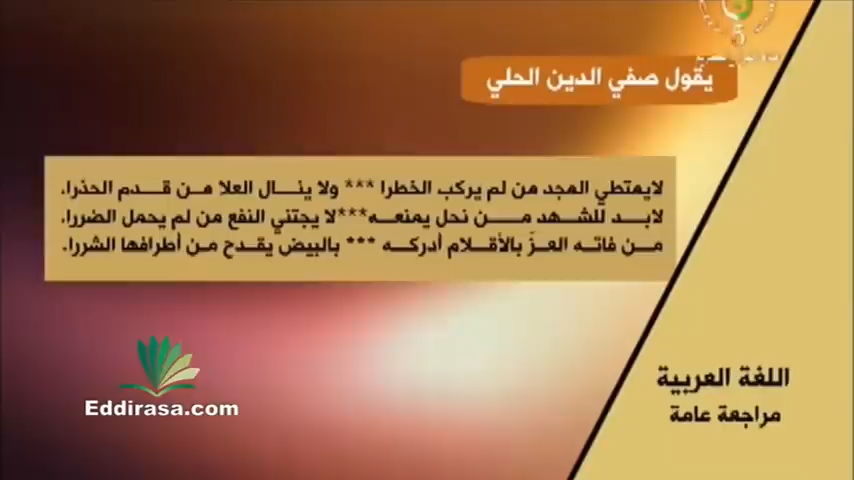 5
يقول صفي الدين الحلي
لايمتطي المجد من لم يركب الخطرا *** ولا ينال العلا من قدم الحذرا.
لابد للشهد من نحل يمنعه***لا يجتني النفع من لم يحمل الضررا.
من فاته العزّ بالأقلام أدركه *** بالبيض يقدح من أطرافها الشررا.
Eddirasa.com
اللغة العربية
مراجعة عامة